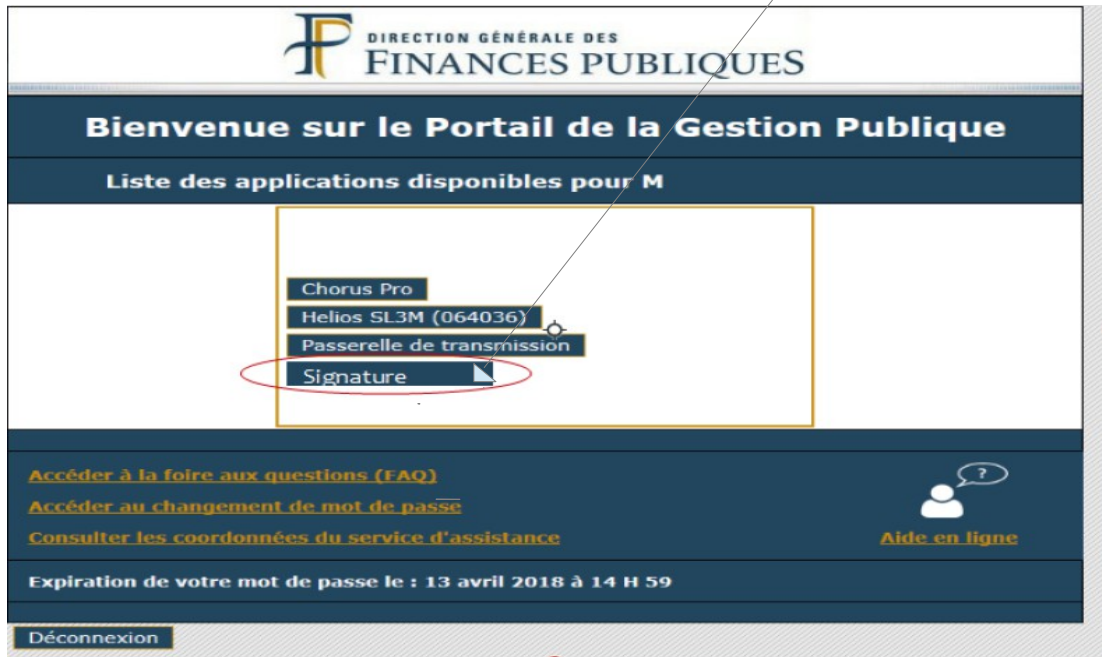 DIRECTION GÉNÉRALE DES
FINANCES PUBLIQUES
Bienvenue sur le Portail de la Gestion Publique
Liste des applications disponibles pour M
Chorus Pro
Helios SL3M (064036)
Passerelle de transmission
Signature
Accéder à la foire aux questions (FAQ)
Accéder au changement de mot de passe
Consulter les coordonnées du service d'assistance
?
Aide en ligne
Expiration de votre mot de passe le : 13 avril 2018 à 14 H 59
Déconnexion